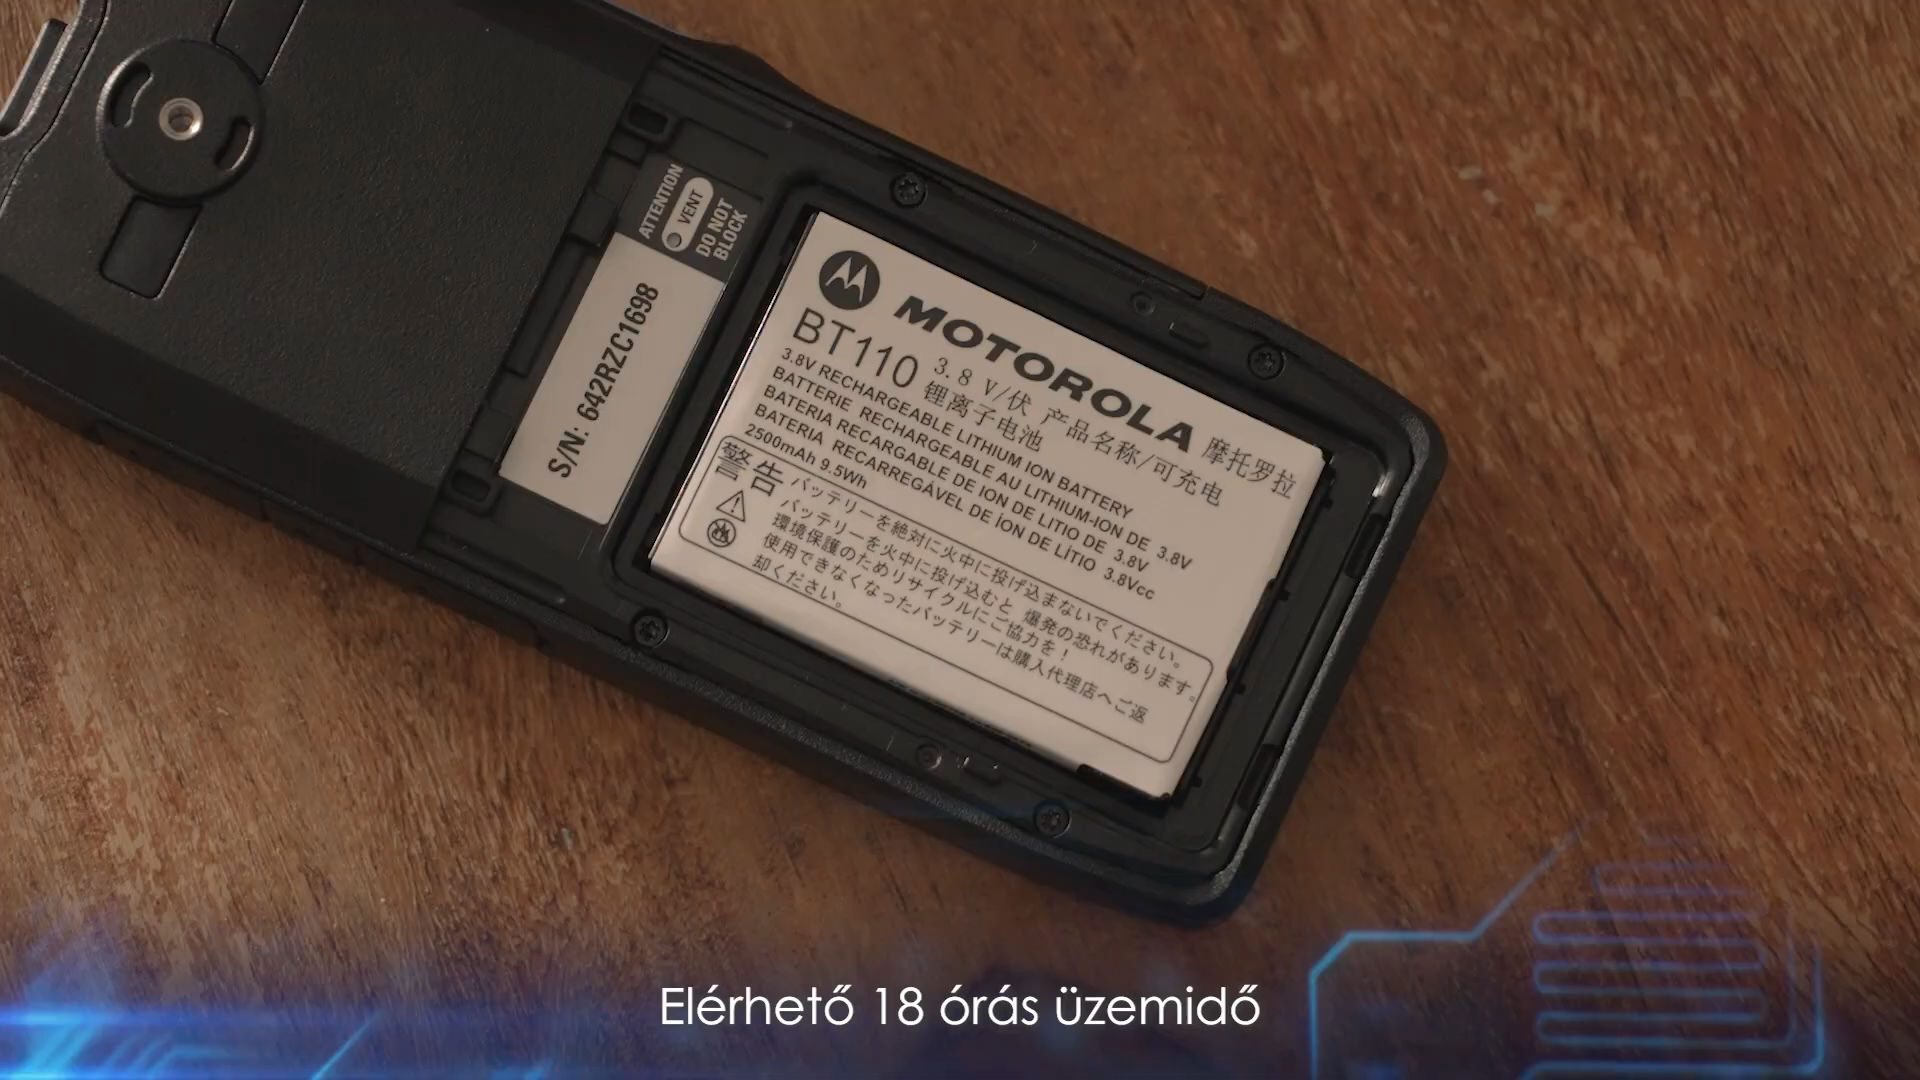 ATTENTION
VENT
DO NOT
BLOCK
S/N: 642RZC1698
MOTOROLA 摩托罗拉
BT110 3.8 V/伏 产品名称/可充电
锂离子电池
3.8V RECHARGEABLE LITHIUM ION BATTERY
BATTERIE RECHARGEABLE AU LITHIUM-ION DE 3.8V
BATERIA RECARGABLE DE ION DE LITIO DE 3.8V
BATERIA RECARREGÁVEL DE ÍON DE LÍTIO 3.8Vcc
2500mAh 9.5Wh
警告
バッテリーを絶対に火中に投げ込まないでください。
バッテリーを火中に投げ込むと 爆発の恐れがあります。
環境保護のためリサイクルにご協力を!
使用できなくなったバッテリーは購入代理店へご返
却ください。
Elérhető 18 órás üzemidő